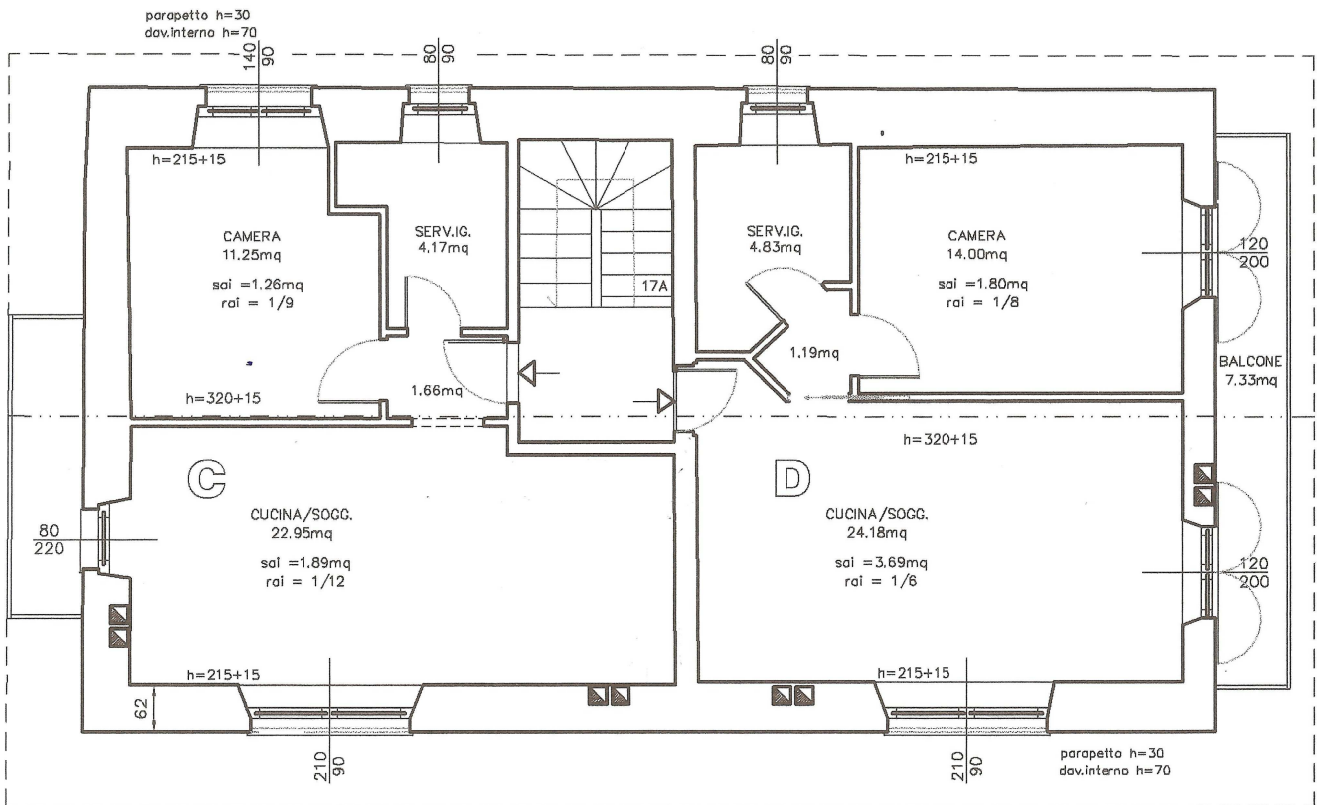 parapetto h=30
dav.interno h=70
140
90
80
90
80
90
h=215+15
h=215+15
CAMERA
11.25mq
sai =1.26mq
rai = 1/9
SERV.IG.
4.17mq
17A
SERV.IG.
4.83mq
CAMERA
14.00mq
sai =1.80mq
rai = 1/8
120
200
BALCONE
7.33mq
1.66mq
1.19mq
h=320+15
h=320+15
C
D
CUCINA/SOGG.
22.95mq
sai =1.89mq
rai = 1/12
CUCINA/SOGG.
24.18mq
sai =3.69mq
rai = 1/6
80
220
120
200
h=215+15
h=215+15
62
210
90
210
90
parapetto h=30
dav.interno h=70